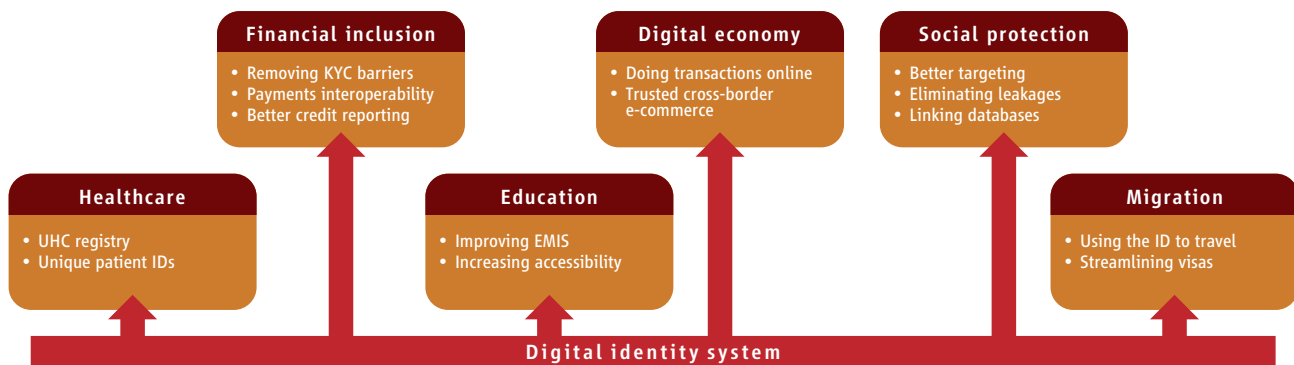 Financial inclusion
• Removing KYC barriers
• Payments interoperability
• Better credit reporting
Digital economy
• Doing transactions online
• Trusted cross-border
e-commerce
Social protection
• Better targeting
• Eliminating leakages
• Linking databases
Healthcare
• UHC registry
• Unique patient IDs
Education
• Improving EMIS
• Increasing accessibility
Migration
• Using the ID to travel
• Streamlining visas
Digital identity system